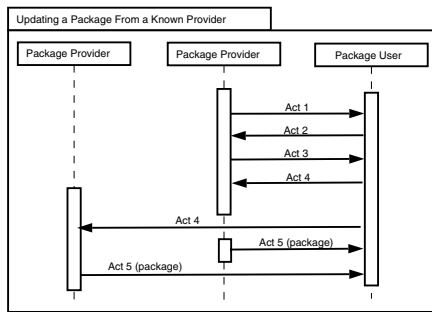 Updating a Package From a Known Provider
Package Provider
Package Provider
Package User
Act 1
Act 2
Act 3
Act 4
Act 4
Act 5 (package)
Act 5 (package)